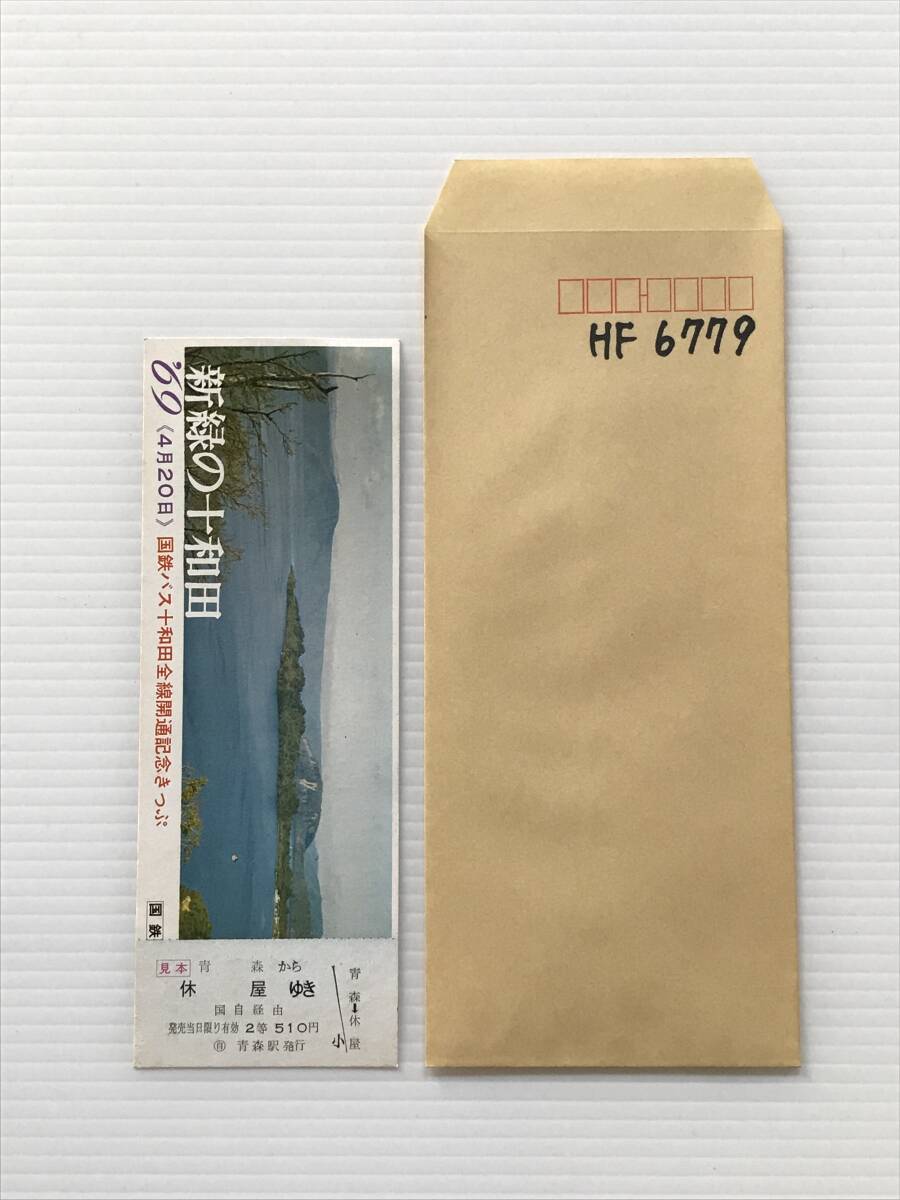 HF 6779
新緑の十和田
'69 《4月20日》 国鉄バス十和田全線開通記念きっぷ
国鉄
見本 青森から
休屋ゆき
国自経由
発売当日限り有効 2等 510円
㊐ 青森駅発行
青森➡休屋
小